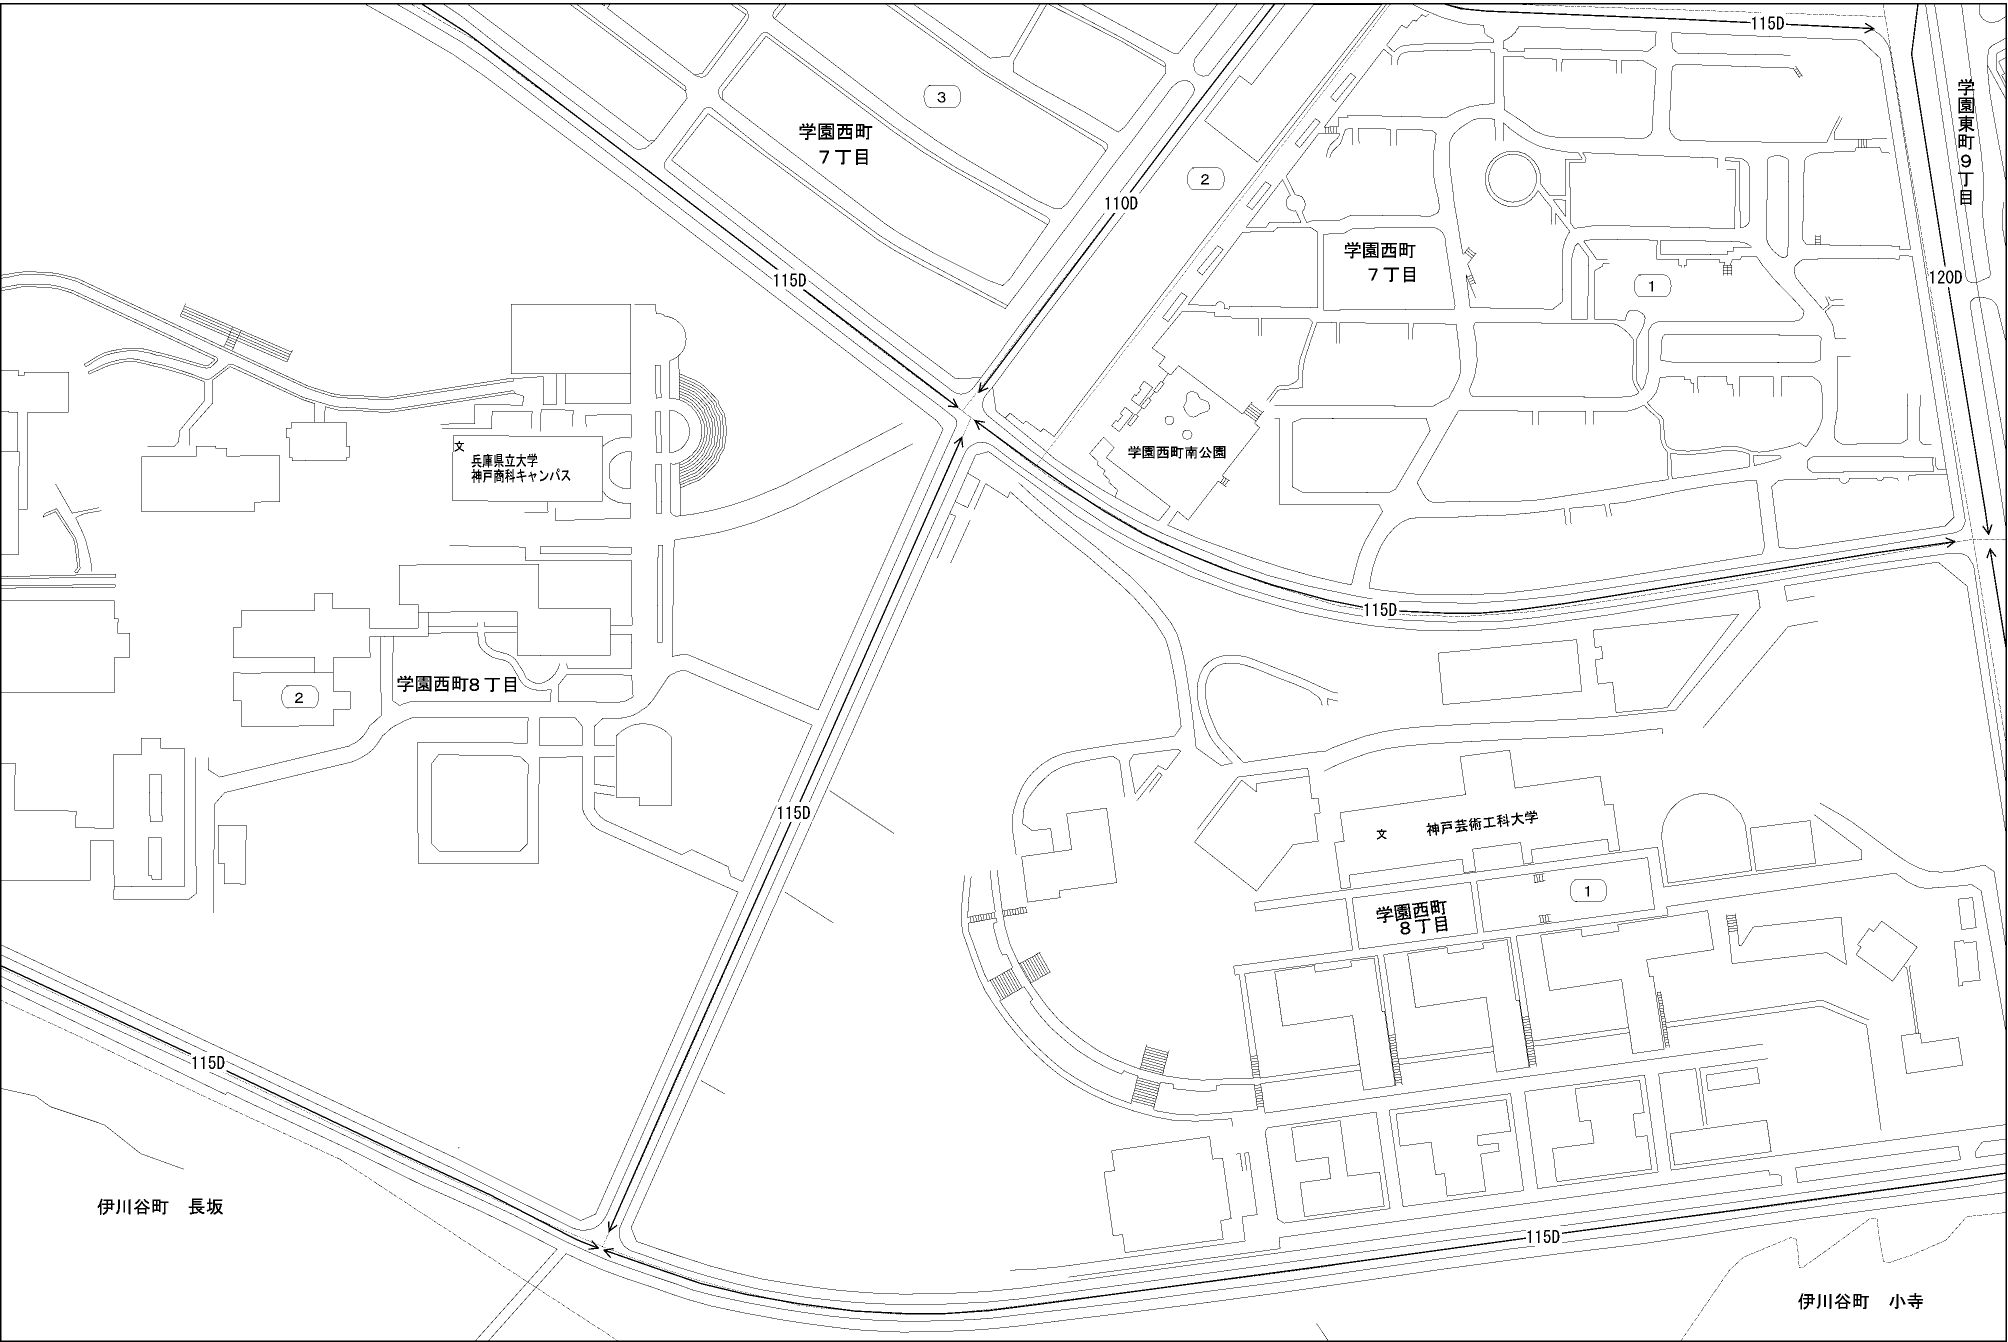 115D
学園東町9丁目
3
学園西町
7丁目
2
110D
学園西町
7丁目
1
120D
115D
学園西町南公園
文
兵庫県立大学
神戸商科キャンパス
115D
学園西町8丁目
2
115D
文
神戸芸術工科大学
1
学園西町
8丁目
115D
伊川谷町 長坂
115D
伊川谷町 小寺